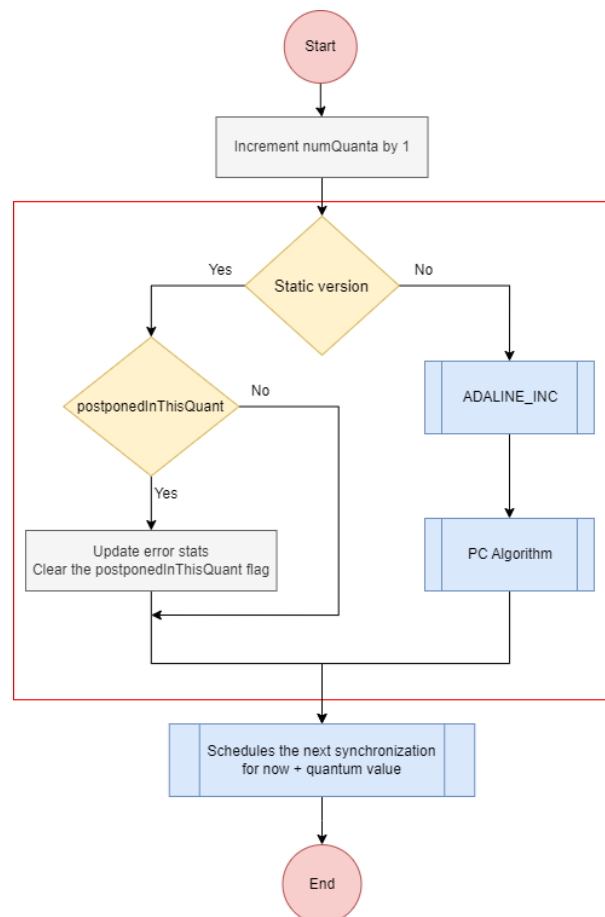 Start
Increment numQuanta by 1
Yes
No
Static version
postponedInThisQuant
No
ADALINE_INC
Yes
Update error stats
Clear the postponedInThisQuant flag
PC Algorithm
Schedules the next synchronization
for now + quantum value
End